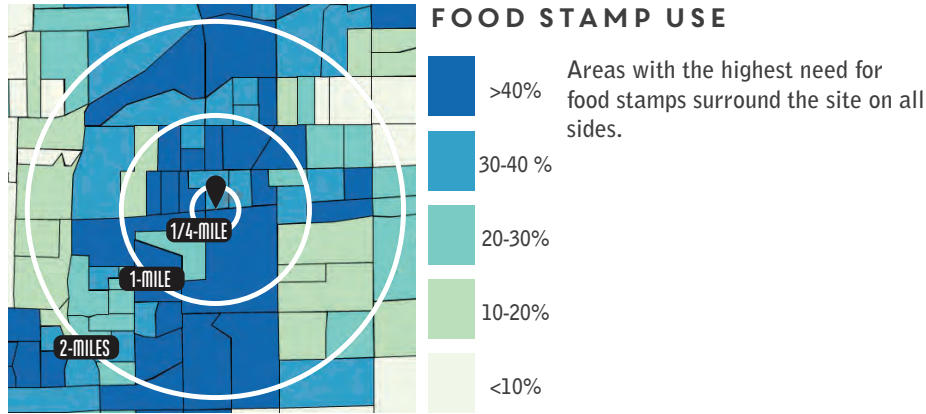 FOOD STAMP USE
>40%
Areas with the highest need for
food stamps surround the site on all
sides.
30-40 %
20-30%
10-20%
<10%
1/4-MILE
1-MILE
2-MILES